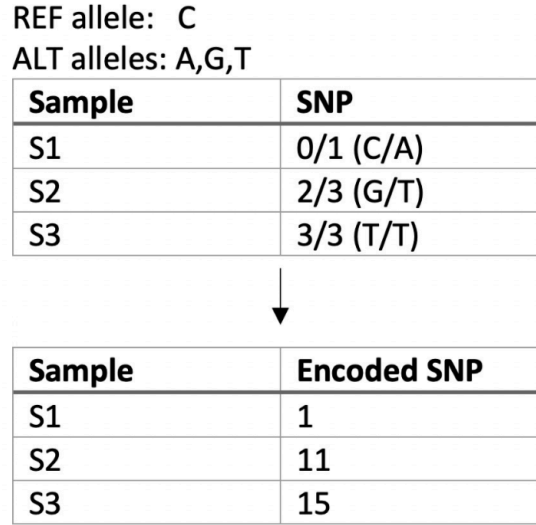 REF allele: C
ALT alleles: A,G,T
Sample SNP
S1 0/1 (C/A)
S2 2/3 (G/T)
S3 3/3 (T/T)
Sample Encoded SNP
S1 1
S2 11
S3 15